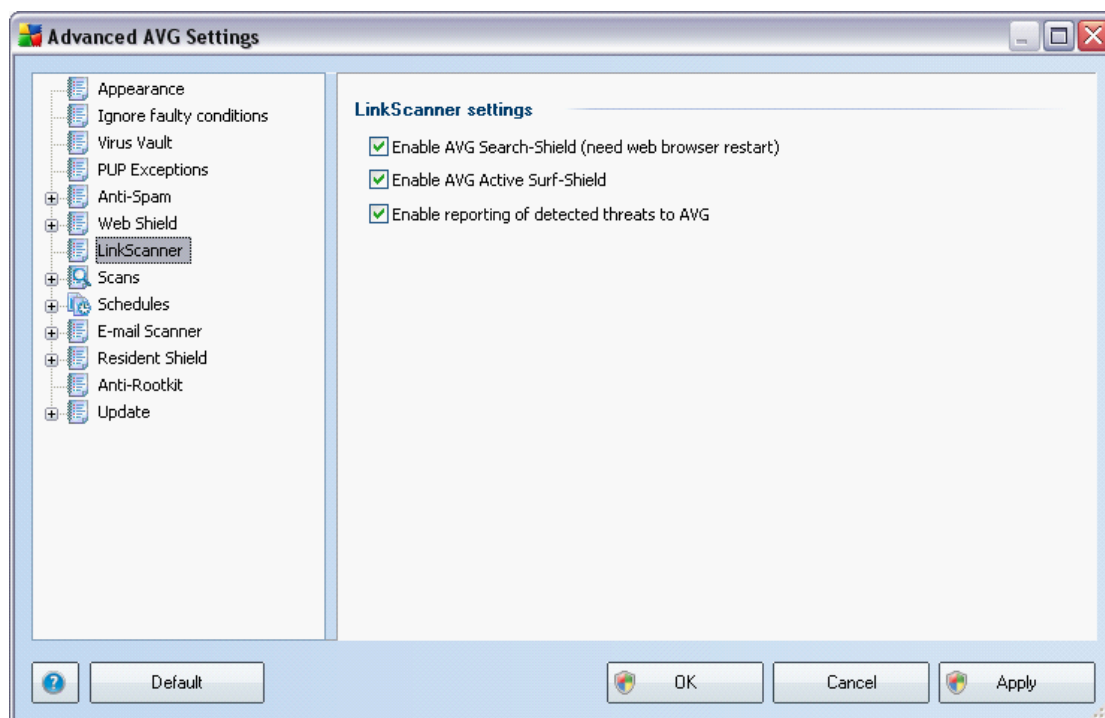 Advanced AVG Settings
Appearance
Ignore faulty conditions
Virus Vault
PUP Exceptions
Anti-Spam
Web Shield
LinkScanner
Scans
Schedules
E-mail Scanner
Resident Shield
Anti-Rootkit
Update
LinkScanner settings
Enable AVG Search-Shield (need web browser restart)
Enable AVG Active Surf-Shield
Enable reporting of detected threats to AVG
Default
OK
Cancel
Apply